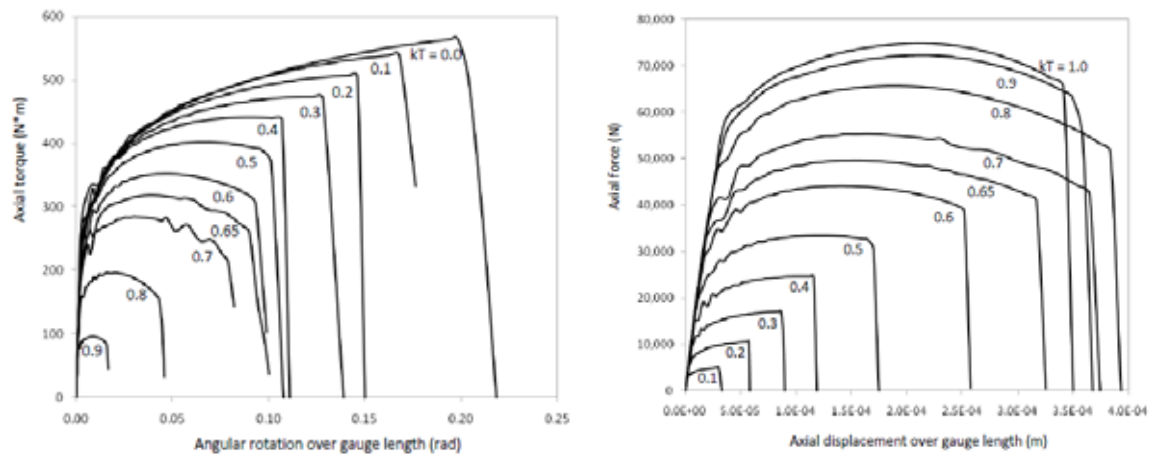 600
500
400
300
200
100
0
Axial torque (N*m)
kT = 0.0
0.1
0.2
0.3
0.4
0.5
0.6
0.65
0.7
0.8
0.9
0.00
0.05
0.10
0.15
0.20
0.25
Angular rotation over gauge length (rad)
80,000
70,000
60,000
50,000
40,000
30,000
20,000
10,000
0
Axial force (N)
kT = 1.0
0.9
0.8
0.7
0.65
0.6
0.5
0.4
0.3
0.2
0.1
0.0E+00
5.0E-05
1.0E-04
1.5E-04
2.0E-04
2.5E-04
3.0E-04
3.5E-04
4.0E-04
Axial displacement over gauge length (m)